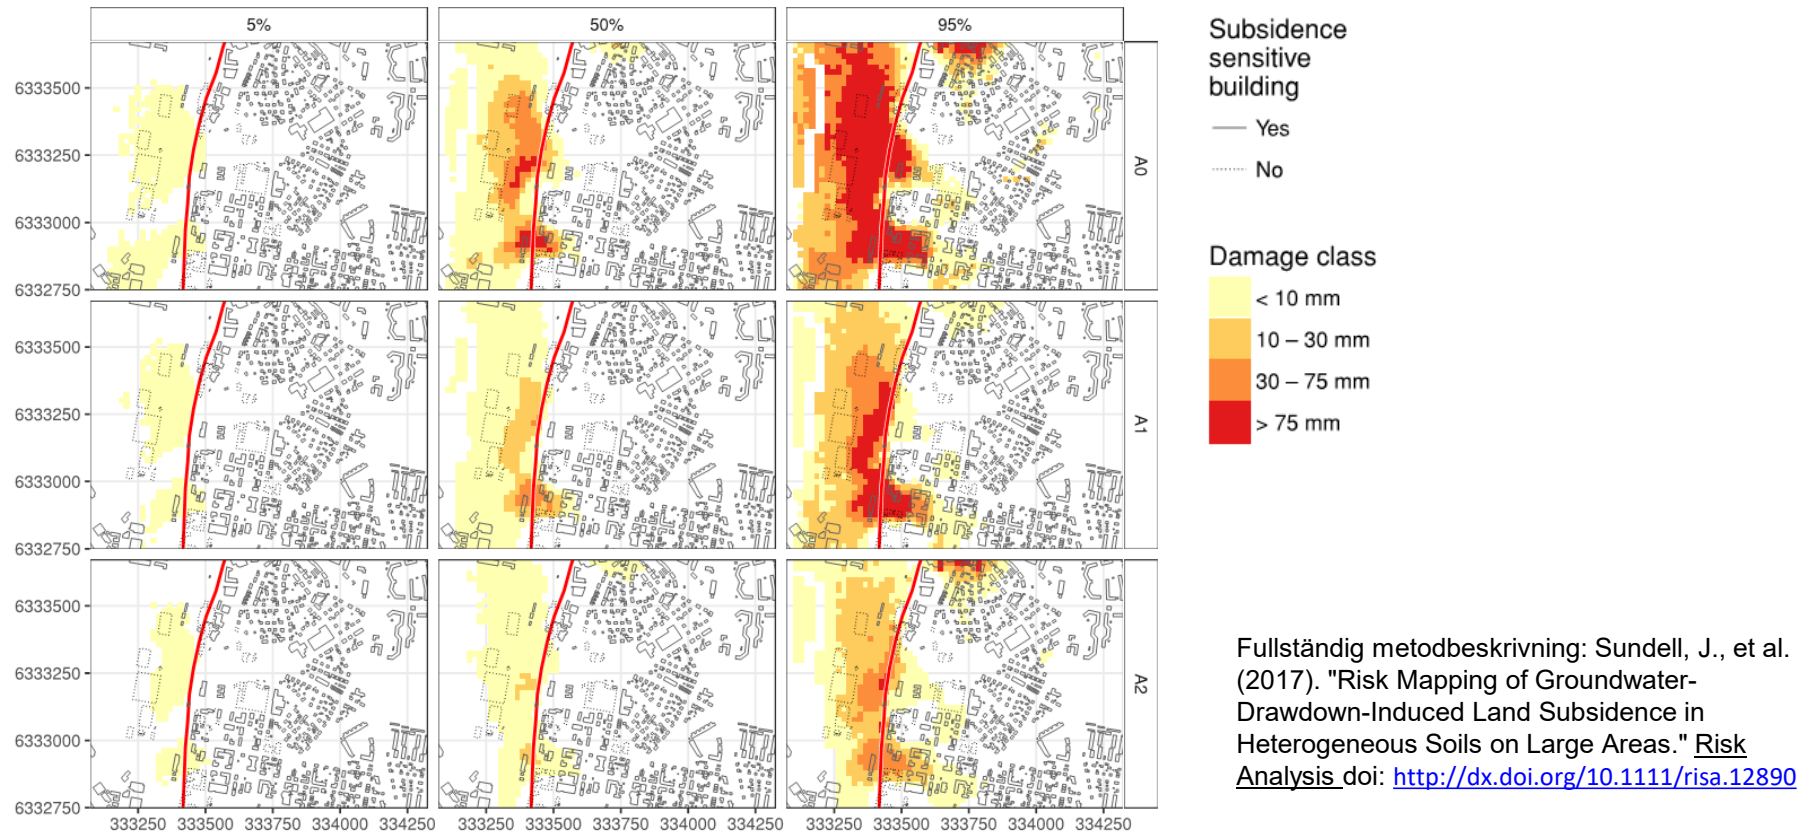 5%
50%
95%
6333500
6333250
6333000
6332750
A0
6333500
6333250
6333000
6332750
A1
6333500
6333250
6333000
6332750
A2
333250 333500 333750 334000 334250
333250 333500 333750 334000 334250
333250 333500 333750 334000 334250
Subsidence
sensitive
building
Yes
No
Damage class
< 10 mm
10 – 30 mm
30 – 75 mm
> 75 mm
Fullständig metodbeskrivning: Sundell, J., et al.
(2017). "Risk Mapping of Groundwater-
Drawdown-Induced Land Subsidence in
Heterogeneous Soils on Large Areas." Risk
Analysis doi: http://dx.doi.org/10.1111/risa.12890